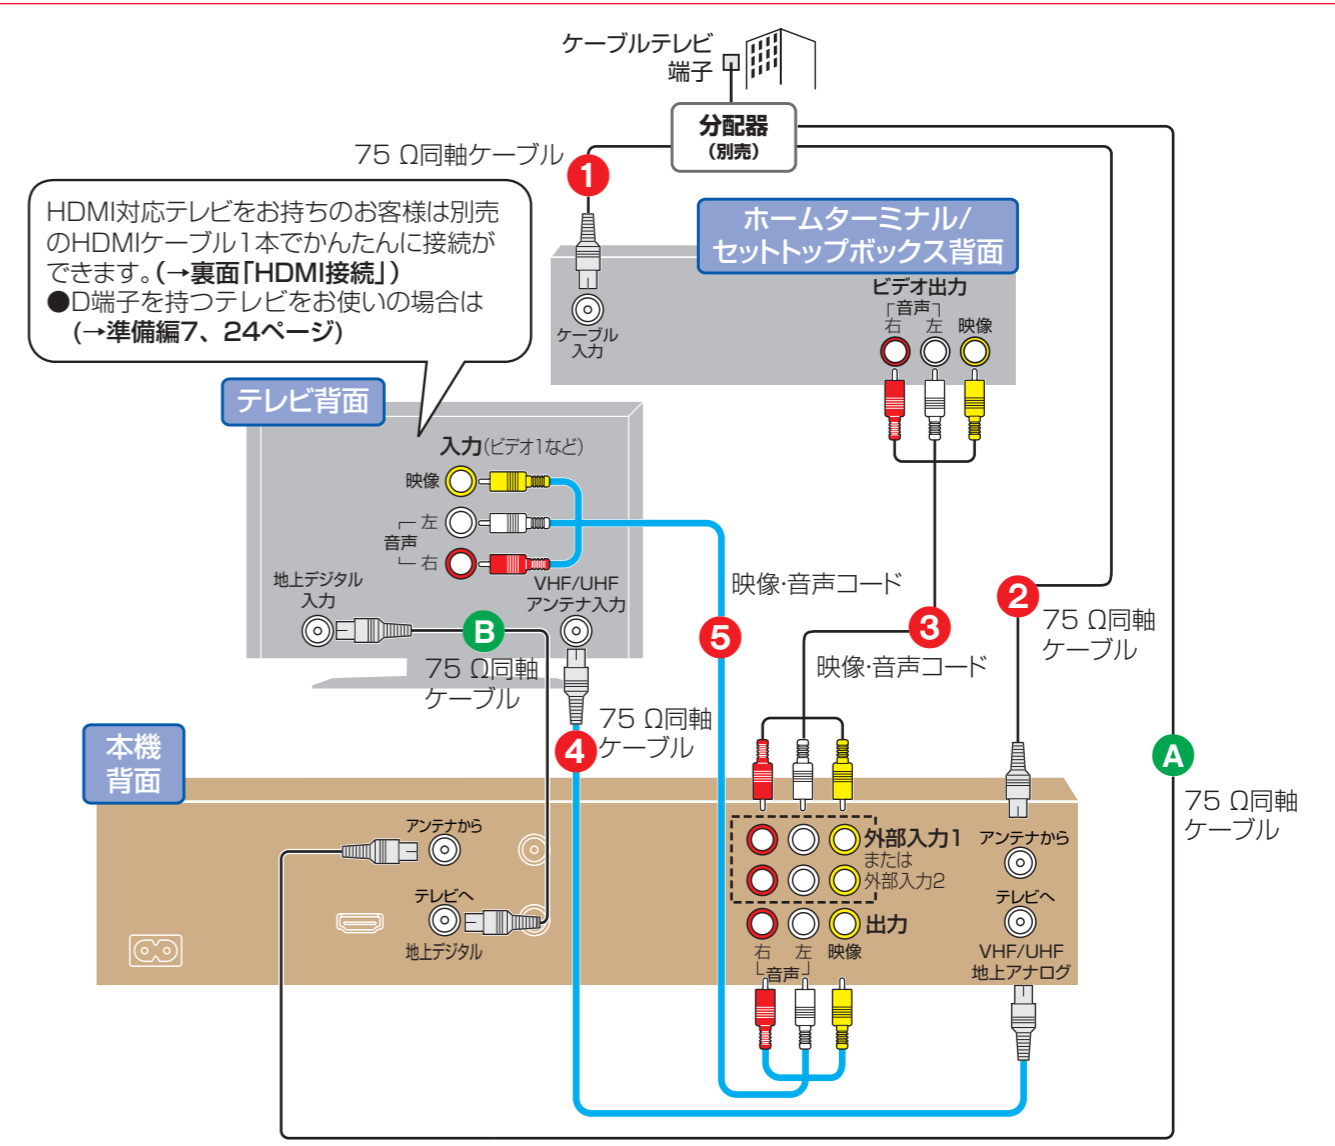 ケーブルテレビ
端子
分配器
(別売)
75 Ω同軸ケーブル
1
HDMI対応テレビをお持ちのお客様は別売
のHDMIケーブル1本でかんたんに接続が
できます。(→裏面「HDMI接続」)
●D端子を持つテレビをお使いの場合は
(→準備編7、24ページ)
ホームターミナル/
セットトップボックス背面
ビデオ出力
音声
右 左 映像
ケーブル
入力
テレビ背面
入力(ビデオ1など)
映像
左
音声
右
地上デジタル
入力
VHF/UHF
アンテナ入力
B
75 Ω同軸
ケーブル
映像・音声コード
5
3
映像・音声コード
2
75 Ω同軸
ケーブル
4
75 Ω同軸
ケーブル
A
75 Ω同軸
ケーブル
本機
背面
アンテナから
テレビへ
地上デジタル
外部入力1
または
外部入力2
出力
右 左 映像
音声
アンテナから
テレビへ
VHF/UHF
地上アナログ